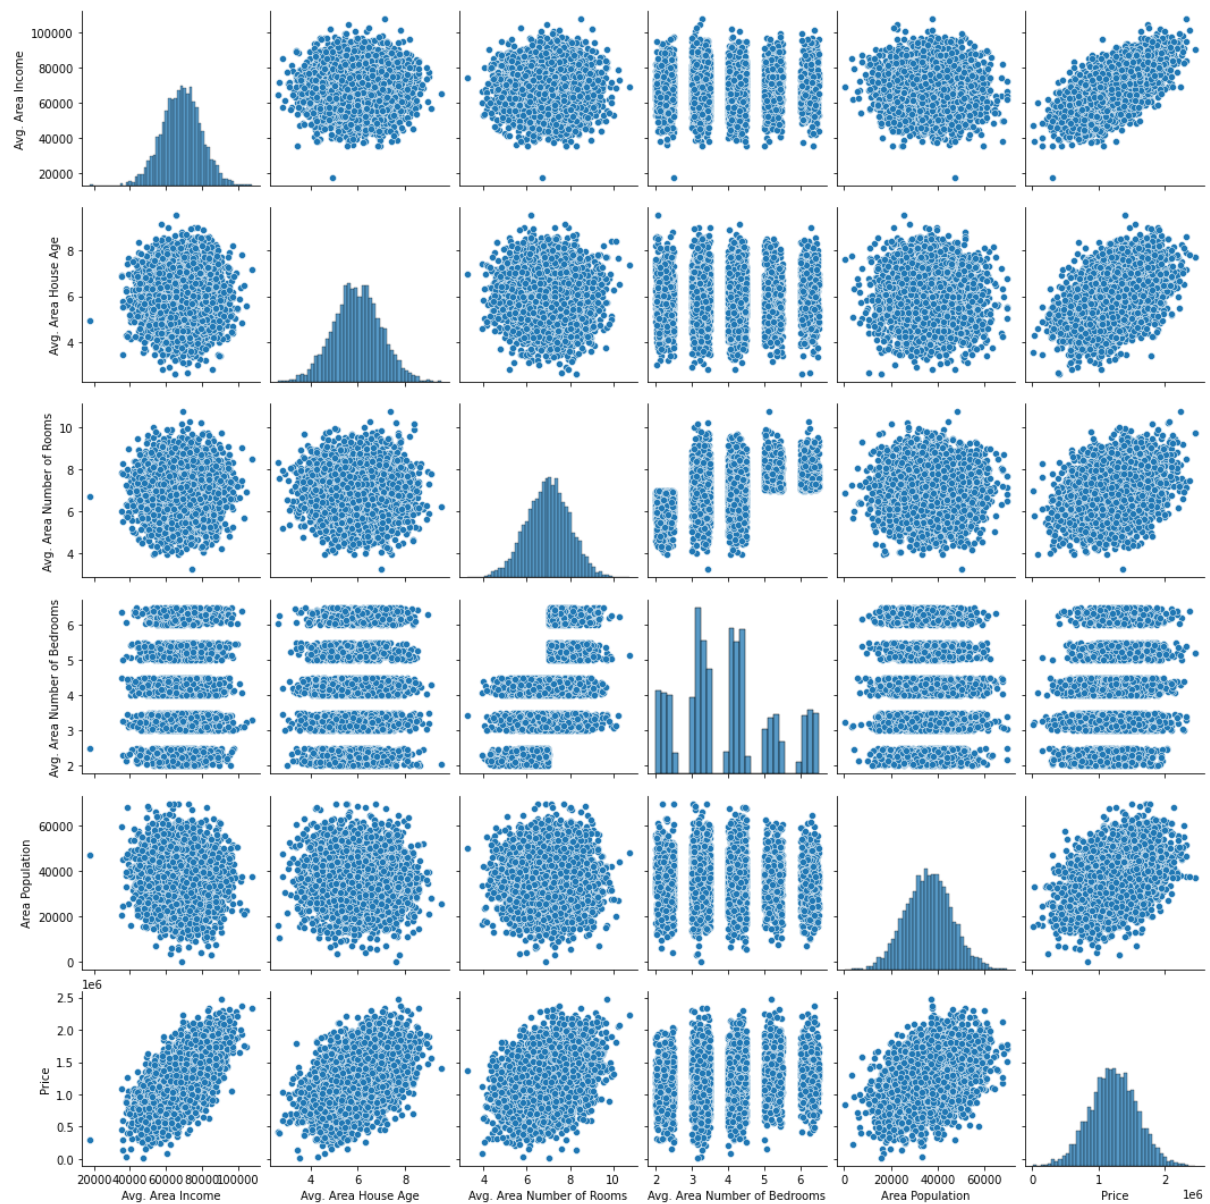 100000
80000
60000
40000
20000
Avg. Area Income
8
6
4
Avg. Area House Age
10
8
6
4
Avg. Area Number of Rooms
6
5
4
3
2
Avg. Area Number of Bedrooms
60000
40000
20000
0
Area Population
1e6
2.5
2.0
1.5
1.0
0.5
0.0
Price
20000 40000 60000 80000 100000
Avg. Area Income
4 6 8
Avg. Area House Age
4 6 8 10
Avg. Area Number of Rooms
2 3 4 5 6
Avg. Area Number of Bedrooms
0 20000 40000 60000
Area Population
0 1 2
Price
1e6